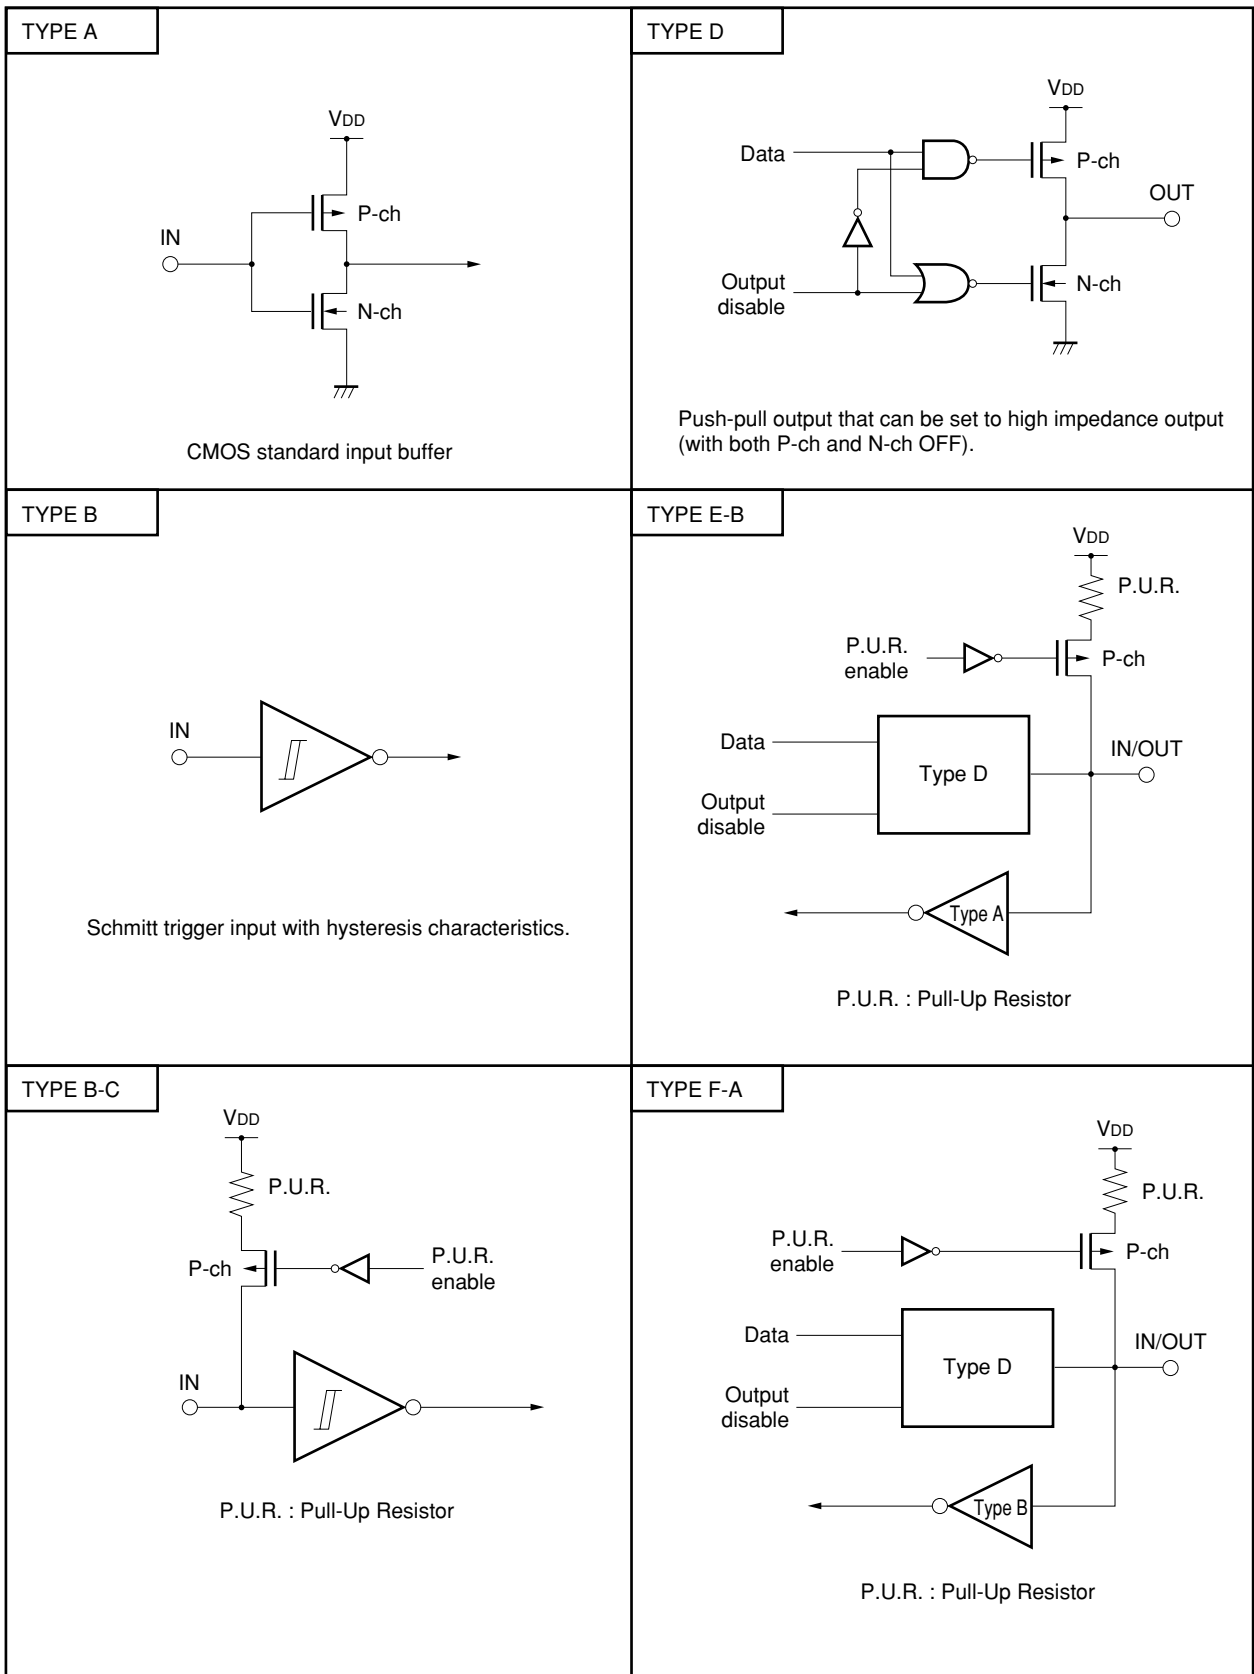 TYPE A
VDD
P-ch
IN
N-ch
CMOS standard input buffer
TYPE D
VDD
Data
P-ch
OUT
Output
disable
N-ch
Push-pull output that can be set to high impedance output
(with both P-ch and N-ch OFF).
TYPE B
IN
Schmitt trigger input with hysteresis characteristics.
TYPE E-B
VDD
P.U.R.
P.U.R.
enable
P-ch
Data
Type D
IN/OUT
Output
disable
Type A
P.U.R. : Pull-Up Resistor
TYPE B-C
VDD
P.U.R.
P-ch
P.U.R.
enable
IN
P.U.R. : Pull-Up Resistor
TYPE F-A
VDD
P.U.R.
P.U.R.
enable
P-ch
Data
Type D
IN/OUT
Output
disable
Type B
P.U.R. : Pull-Up Resistor